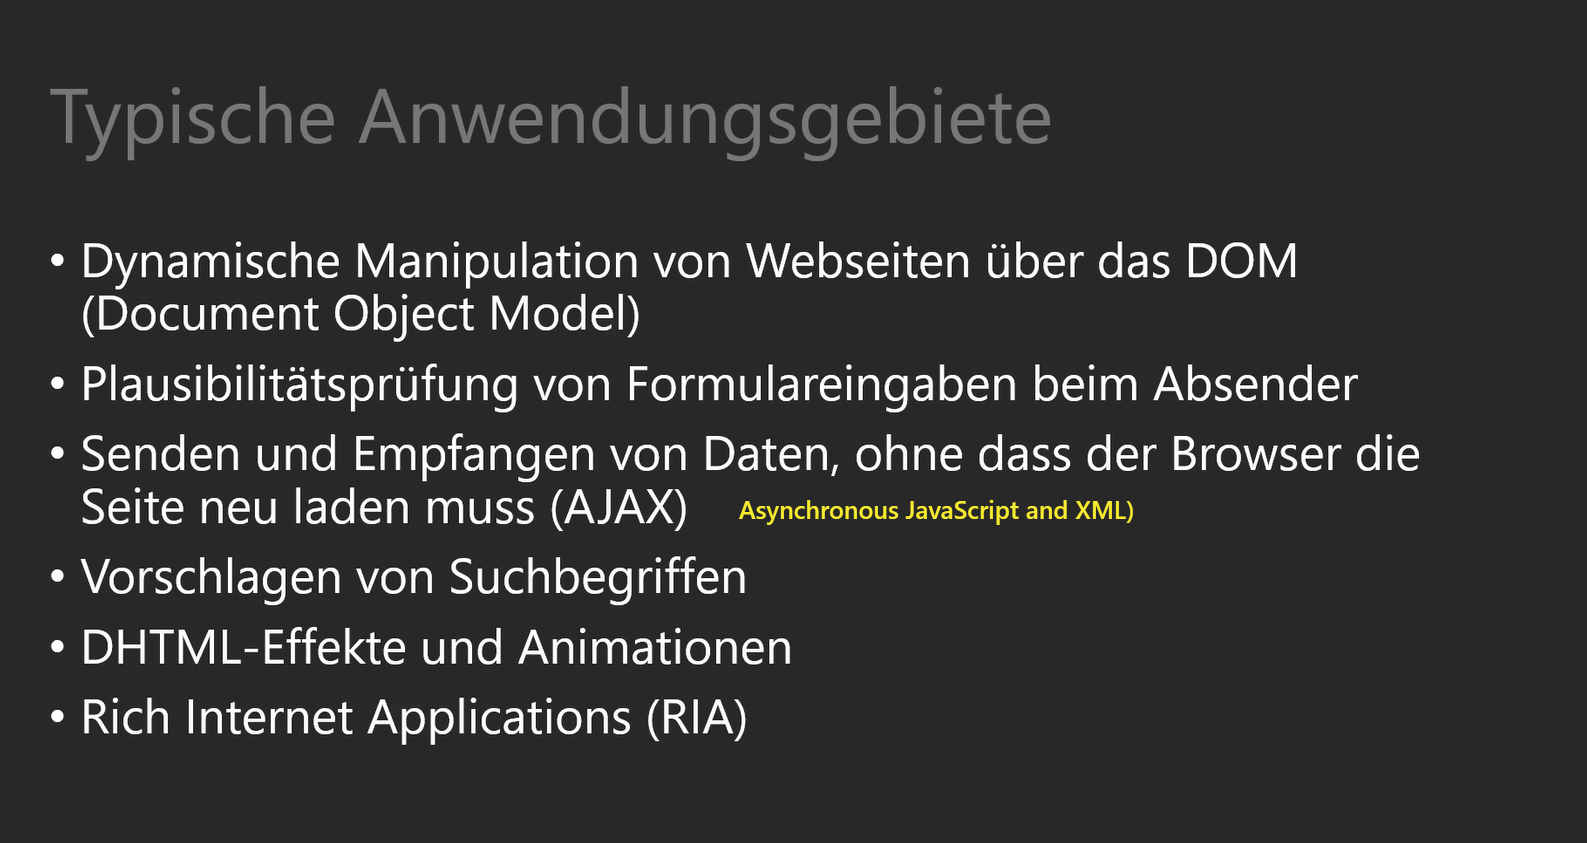 Typische Anwendungsgebiete
• Dynamische Manipulation von Webseiten über das DOM
(Document Object Model)
• Plausibilitätsprüfung von Formulareingaben beim Absender
• Senden und Empfangen von Daten, ohne dass der Browser die
Seite neu laden muss (AJAX) Asynchronous JavaScript and XML)
• Vorschlagen von Suchbegriffen
• DHTML-Effekte und Animationen
• Rich Internet Applications (RIA)